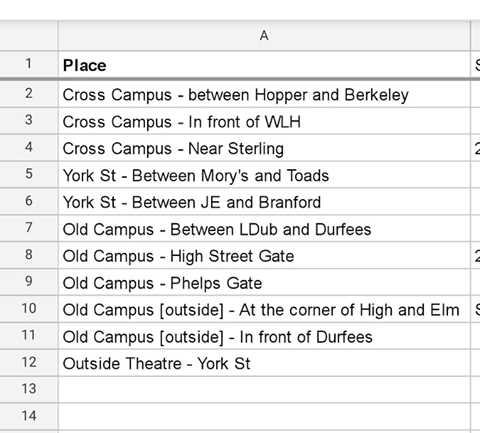 A
1 Place S
2 Cross Campus - between Hopper and Berkeley
3 Cross Campus - In front of WLH
4 Cross Campus - Near Sterling 2
5 York St - Between Mory's and Toads
6 York St - Between JE and Branford
7 Old Campus - Between LDub and Durfees
8 Old Campus - High Street Gate 2
9 Old Campus - Phelps Gate
10 Old Campus [outside] - At the corner of High and Elm S
11 Old Campus [outside] - In front of Durfees
12 Outside Theatre - York St
13
14